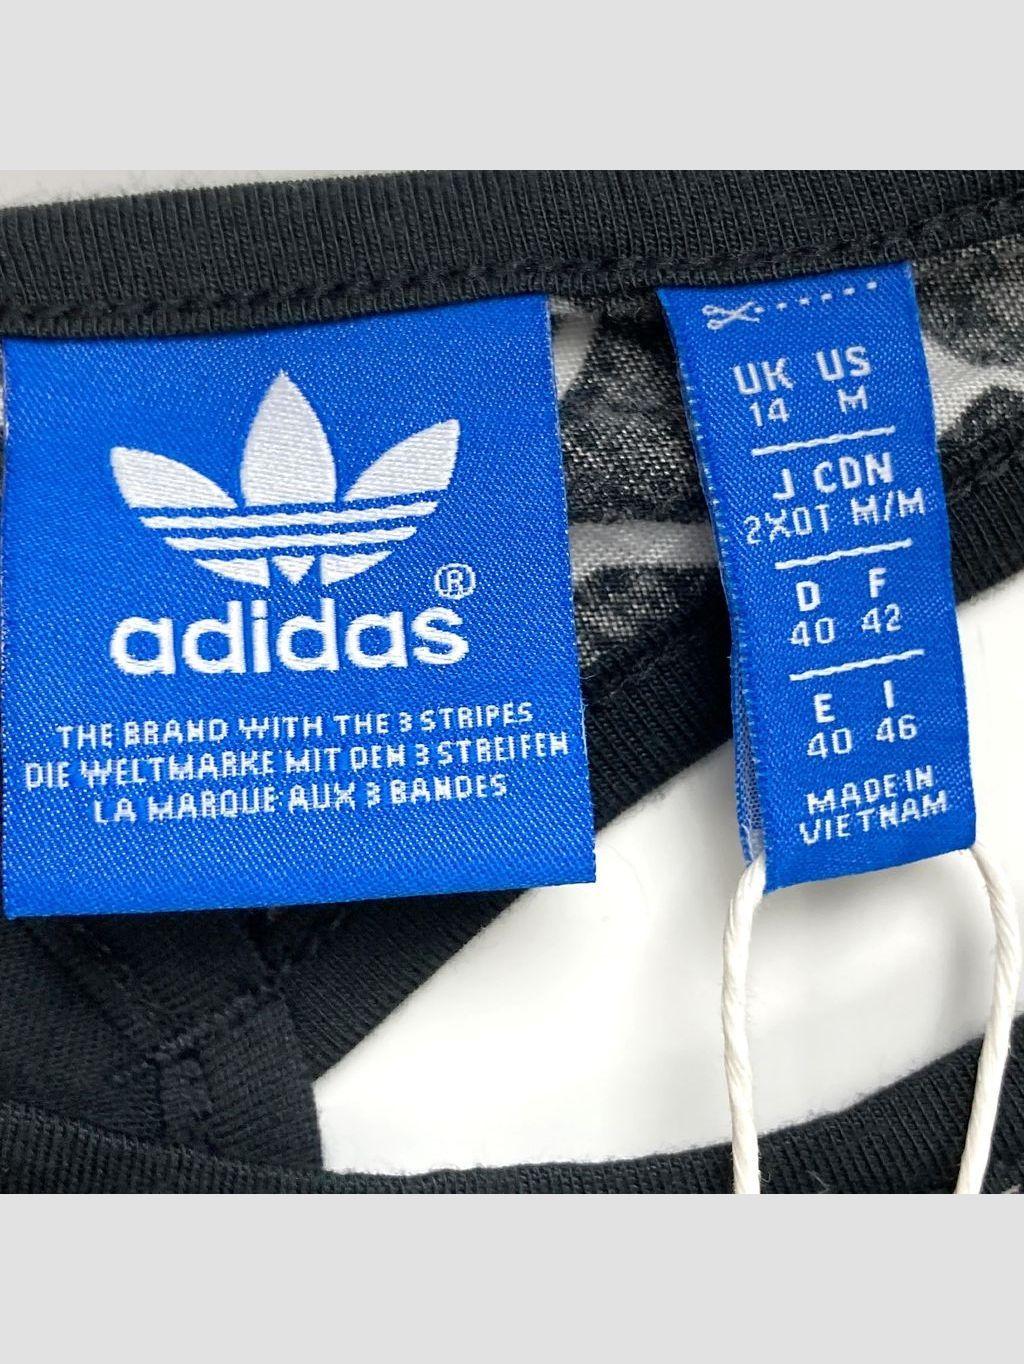 adidas®
THE BRAND WITH THE 3 STRIPES
DIE WELTMARKE MIT DEN 3 STREIFEN
LA MARQUE AUX 3 BANDES
UK US
14 M
J CDN
2XOT M/M
D F
40 42
E I
40 46
MADE IN
VIETNAM